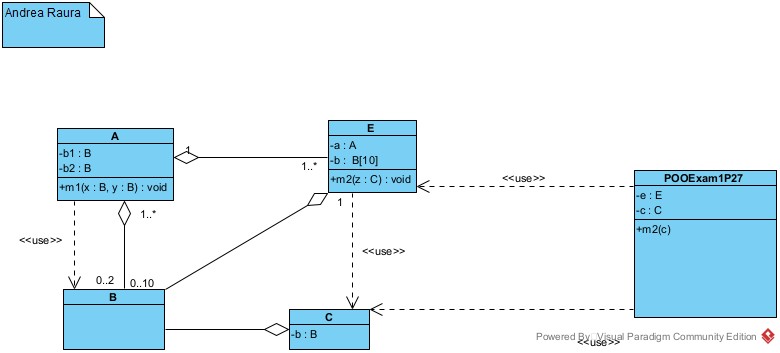 Andrea Raura
A
-b1 : B
-b2 : B
+m1(x : B, y : B) : void
1
1..*
E
-a : A
-b : B[10]
+m2(z : C) : void
<<use>>
POOExam1P27
-e : E
-c : C
+m2(c)
1..*
1
<<use>>
<<use>>
0..2
0..10
B
C
-b : B
Powered By: Visual Paradigm Community Edition
<<use>>